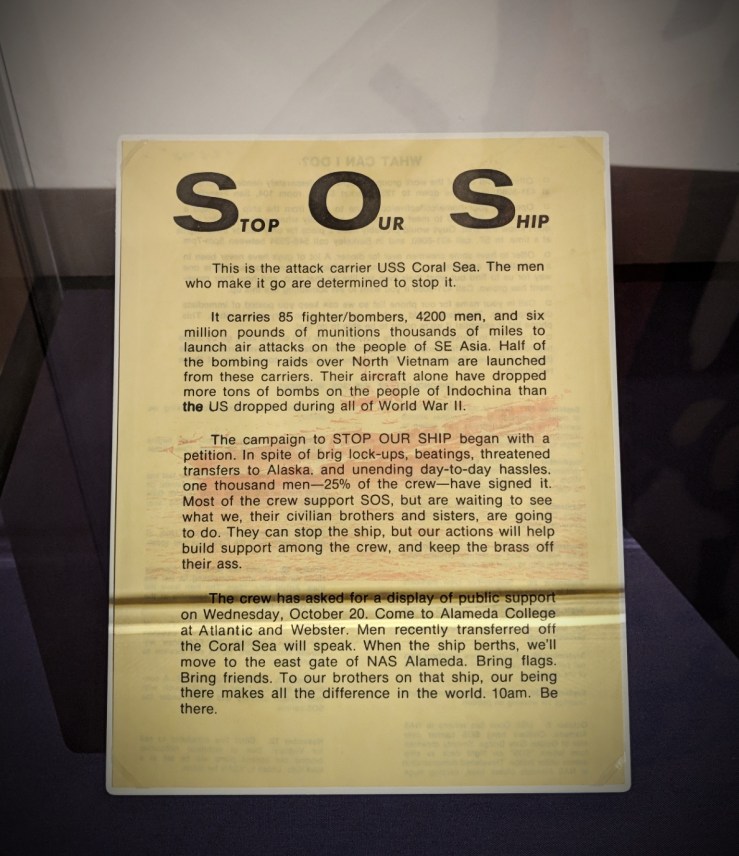 STOP OUR SHIP
This is the attack carrier USS Coral Sea. The men
who make it go are determined to stop it.
It carries 85 fighter/bombers, 4200 men, and six
million pounds of munitions thousands of miles to
launch air attacks on the people of SE Asia. Half of
the bombing raids over North Vietnam are launched
from these carriers. Their aircraft alone have dropped
more tons of bombs on the people of Indochina than
the US dropped during all of World War II.
The campaign to STOP OUR SHIP began with a
petition. In spite of brig lock-ups, beatings, threatened
transfers to Alaska. and unending day-to-day hassles.
one thousand men—25% of the crew—have signed it.
Most of the crew support SOS, but are waiting to see
what we, their civilian brothers and sisters, are going
to do. They can stop the ship, but our actions will help
build support among the crew, and keep the brass off
their ass.
The crew has asked for a display of public support
on Wednesday, October 20. Come to Alameda College
at Atlantic and Webster. Men recently transferred off
the Coral Sea will speak. When the ship berths, we'll
move to the east gate of NAS Alameda. Bring flags.
Bring friends. To our brothers on that ship, our being
there makes all the difference in the world. 10am. Be
there.
WHAT CAN I DO?